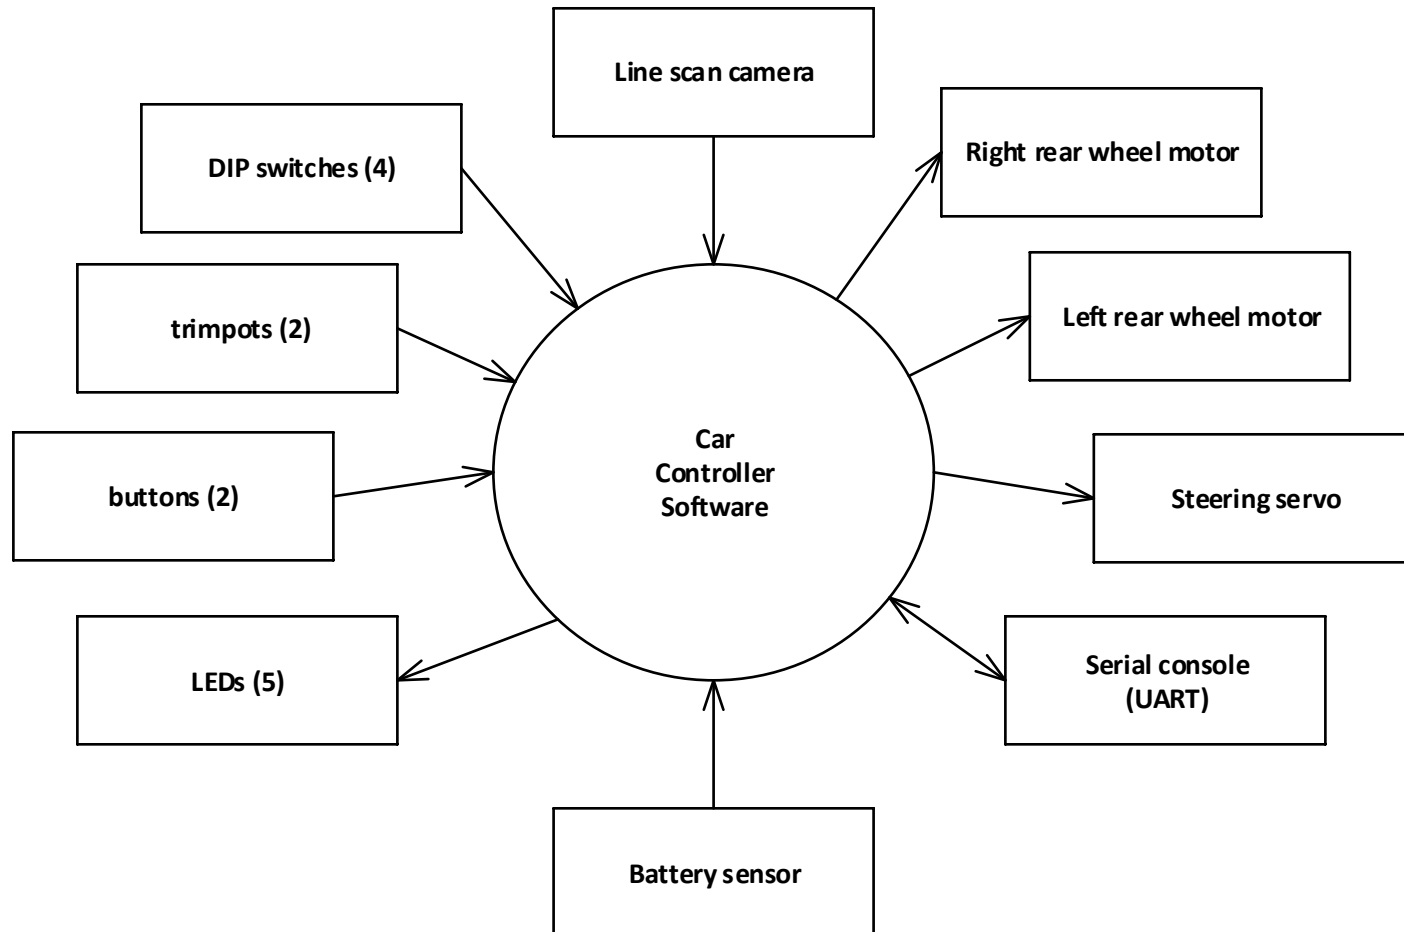 Line scan camera
DIP switches (4)
Right rear wheel motor
trimpots (2)
Left rear wheel motor
Car
Controller
Software
buttons (2)
Steering servo
LEDs (5)
Serial console
(UART)
Battery sensor